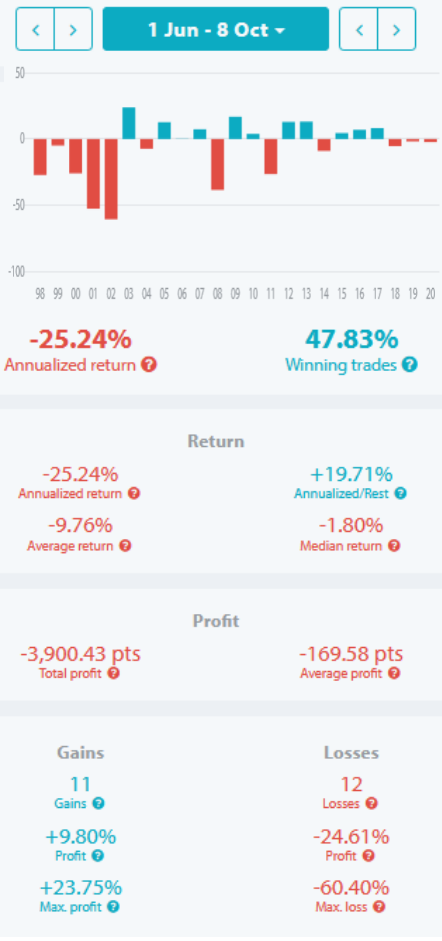 1 Jun - 8 Oct
50
0
-50
-100
98 99 00 01 02 03 04 05 06 07 08 09 10 11 12 13 14 15 16 17 18 19 20
-25.24% 47.83%
Annualized return ? Winning trades ?
Return
-25.24% +19.71%
Annualized return ? Annualized/Rest ?
-9.76% -1.80%
Average return ? Median return ?
Profit
-3,900.43 pts -169.58 pts
Total profit ? Average profit ?
Gains Losses
11 12
Gains ? Losses ?
+9.80% -24.61%
Profit ? Profit ?
+23.75% -60.40%
Max. profit ? Max. loss ?